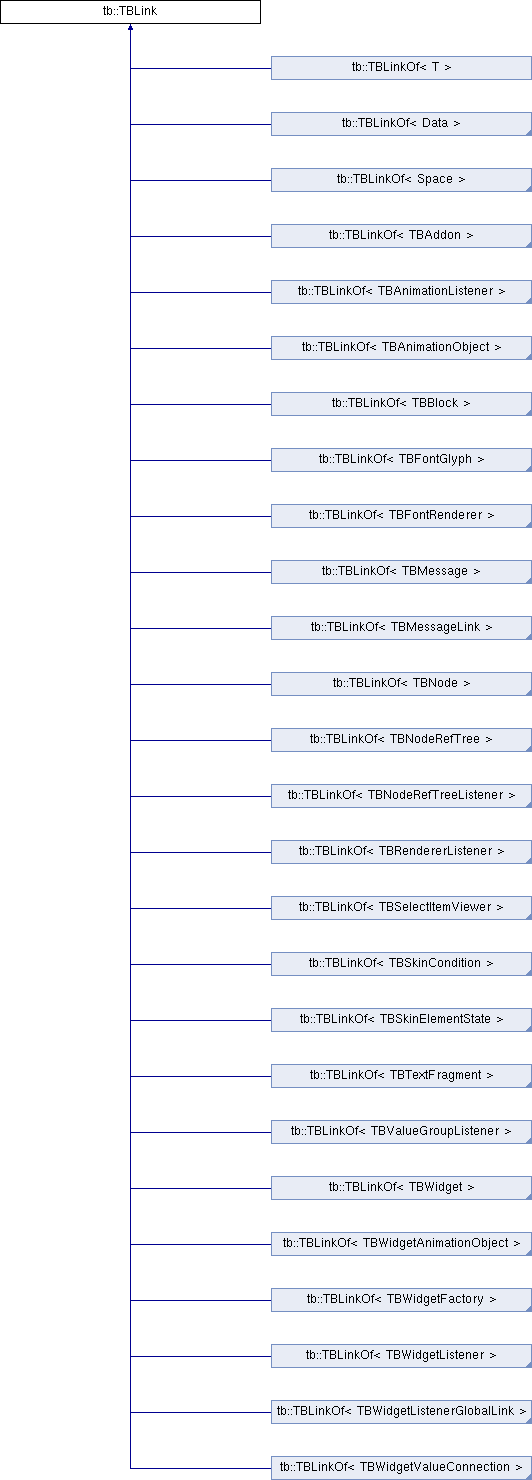 tb::TBLink
tb::TBLinkOf< T >
tb::TBLinkOf< Data >
tb::TBLinkOf< Space >
tb::TBLinkOf< TBAddon >
tb::TBLinkOf< TBAnimationListener >
tb::TBLinkOf< TBAnimationObject >
tb::TBLinkOf< TBBlock >
tb::TBLinkOf< TBFontGlyph >
tb::TBLinkOf< TBFontRenderer >
tb::TBLinkOf< TBMessage >
tb::TBLinkOf< TBMessageLink >
tb::TBLinkOf< TBNode >
tb::TBLinkOf< TBNodeRefTree >
tb::TBLinkOf< TBNodeRefTreeListener >
tb::TBLinkOf< TBRendererListener >
tb::TBLinkOf< TBSelectItemViewer >
tb::TBLinkOf< TBSkinCondition >
tb::TBLinkOf< TBSkinElementState >
tb::TBLinkOf< TBTextFragment >
tb::TBLinkOf< TBValueGroupListener >
tb::TBLinkOf< TBWidget >
tb::TBLinkOf< TBWidgetAnimationObject >
tb::TBLinkOf< TBWidgetFactory >
tb::TBLinkOf< TBWidgetListener >
tb::TBLinkOf< TBWidgetListenerGlobalLink >
tb::TBLinkOf< TBWidgetValueConnection >